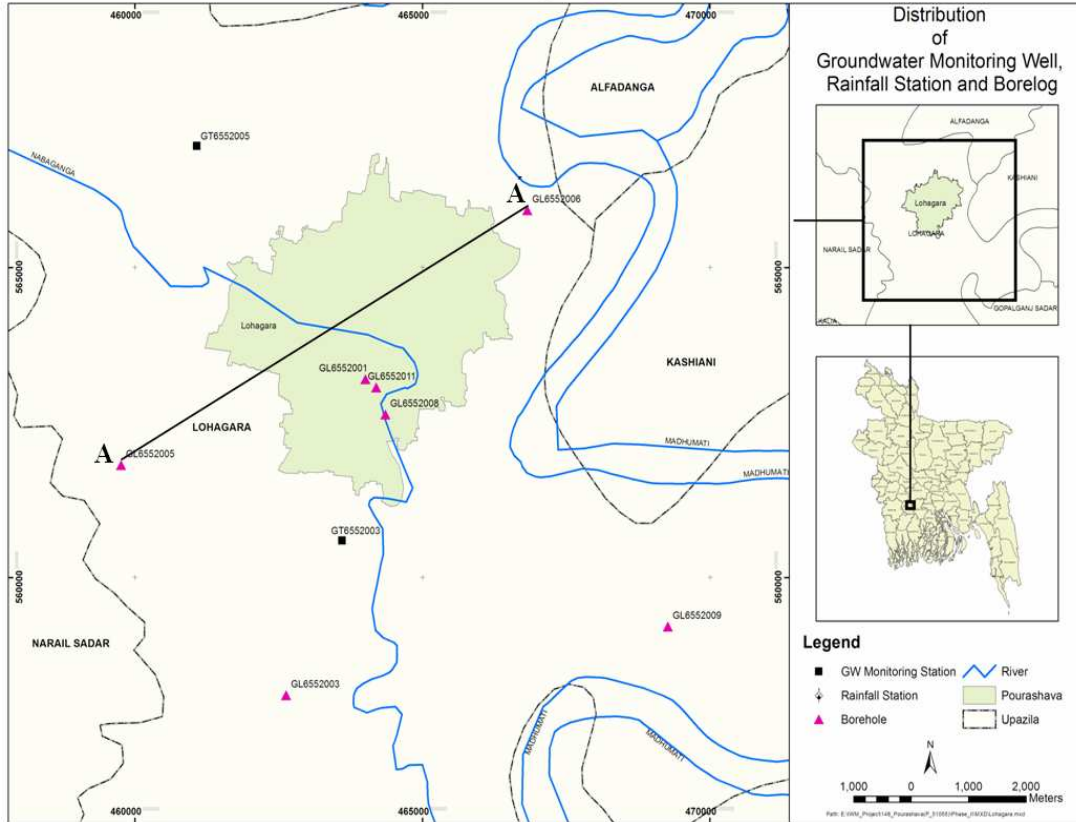 460000
465000
470000
Distribution
of
Groundwater Monitoring Well,
Rainfall Station and Borelog
ALFADANGA
GT6552005
NABAGANGA
A
GL6552006
565000
565000
Lohagara
GL6552001
GL6552011
GL6552008
KASHIANI
LOHAGARA
A
GL6552005
MADHUMATI
MADHUMATI
GT6552003
560000
560000
GL6552009
NARAIL SADAR
GL6552003
MADHUMATI
MADHUMATI
460000
465000
470000
ALFADANGA
KASHIANI
Lohagara
LOHAGARA
NARAIL SADAR
GOPALGANJ SADAR
Legend
GW Monitoring Station
River
Rainfall Station
Pourashava
Borehole
Upazila
N
1,000 0 1,000 2,000
Meters